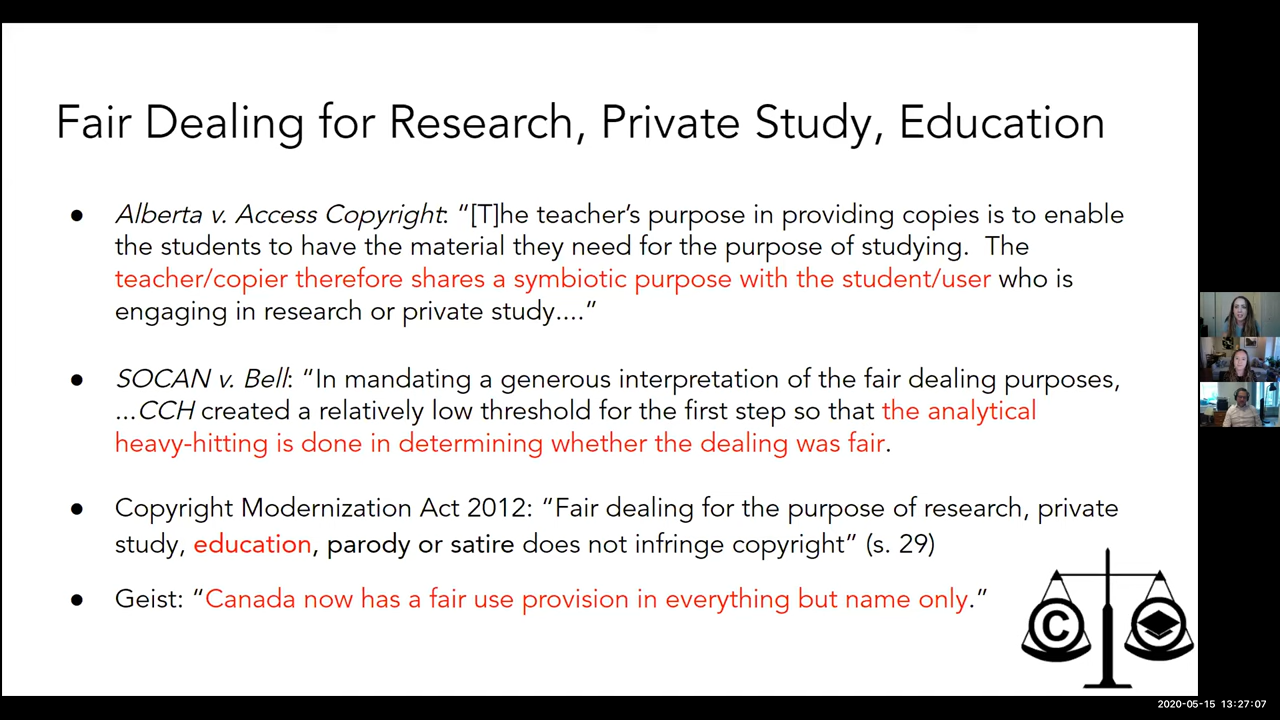 Fair Dealing for Research, Private Study, Education
● Alberta v. Access Copyright: “[T]he teacher’s purpose in providing copies is to enable
the students to have the material they need for the purpose of studying. The
teacher/copier therefore shares a symbiotic purpose with the student/user who is
engaging in research or private study....”
● SOCAN v. Bell: “In mandating a generous interpretation of the fair dealing purposes,
...CCH created a relatively low threshold for the first step so that the analytical
heavy-hitting is done in determining whether the dealing was fair.
● Copyright Modernization Act 2012: “Fair dealing for the purpose of research, private
study, education, parody or satire does not infringe copyright” (s. 29)
● Geist: “Canada now has a fair use provision in everything but name only.”
C
2020-05-15 13:27:07